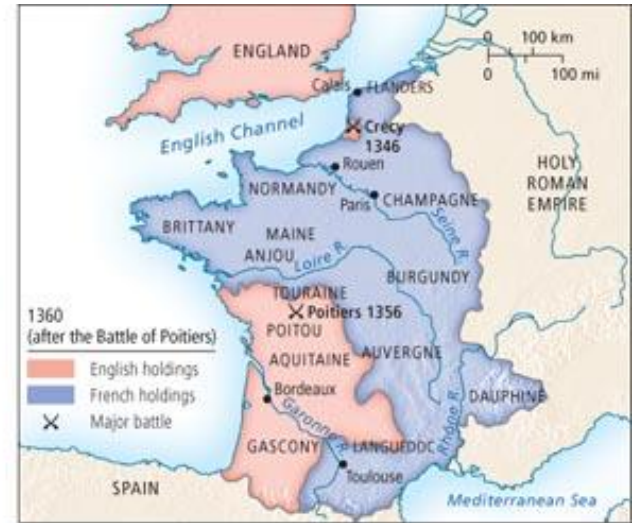 ENGLAND
0 100 km
0 100 mi
Calais
FLANDERS
English Channel
Crécy
1346
Rouen
HOLY
ROMAN
EMPIRE
NORMANDY
Paris
CHAMPAGNE
Seine R.
BRITTANY
MAINE
ANJOU
Loire R.
BURGUNDY
TOURAINE
Poitiers 1356
POITOU
1360
(after the Battle of Poitiers)
English holdings
French holdings
Major battle
AQUITAINE
AUVERGNE
Bordeaux
Garonne R.
Rhône R.
DAUPHINE
GASCONY
LANGUEDOC
Toulouse
SPAIN
Mediterranean Sea